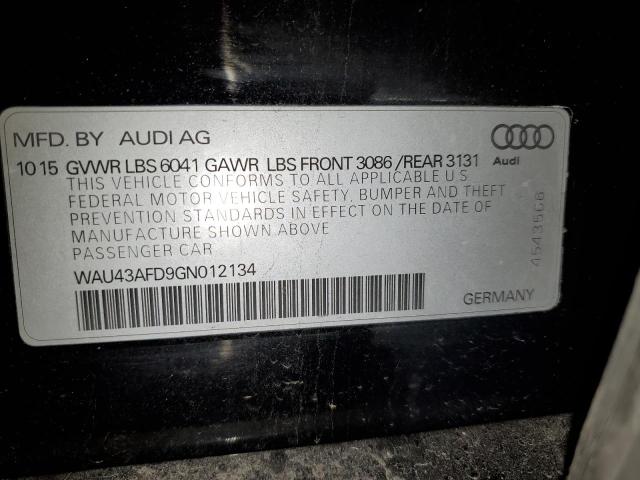 MFD. BY AUDI AG
10 15 GVWR LBS 6041 GAWR LBS FRONT 3086 /REAR 3131
Audi
THIS VEHICLE CONFORMS TO ALL APPLICABLE U.S
FEDERAL MOTOR VEHICLE SAFETY, BUMPER AND THEFT
PREVENTION STANDARDS IN EFFECT ON THE DATE OF
MANUFACTURE SHOWN ABOVE
PASSENGER CAR
WAU43AFD9GN012134
GERMANY